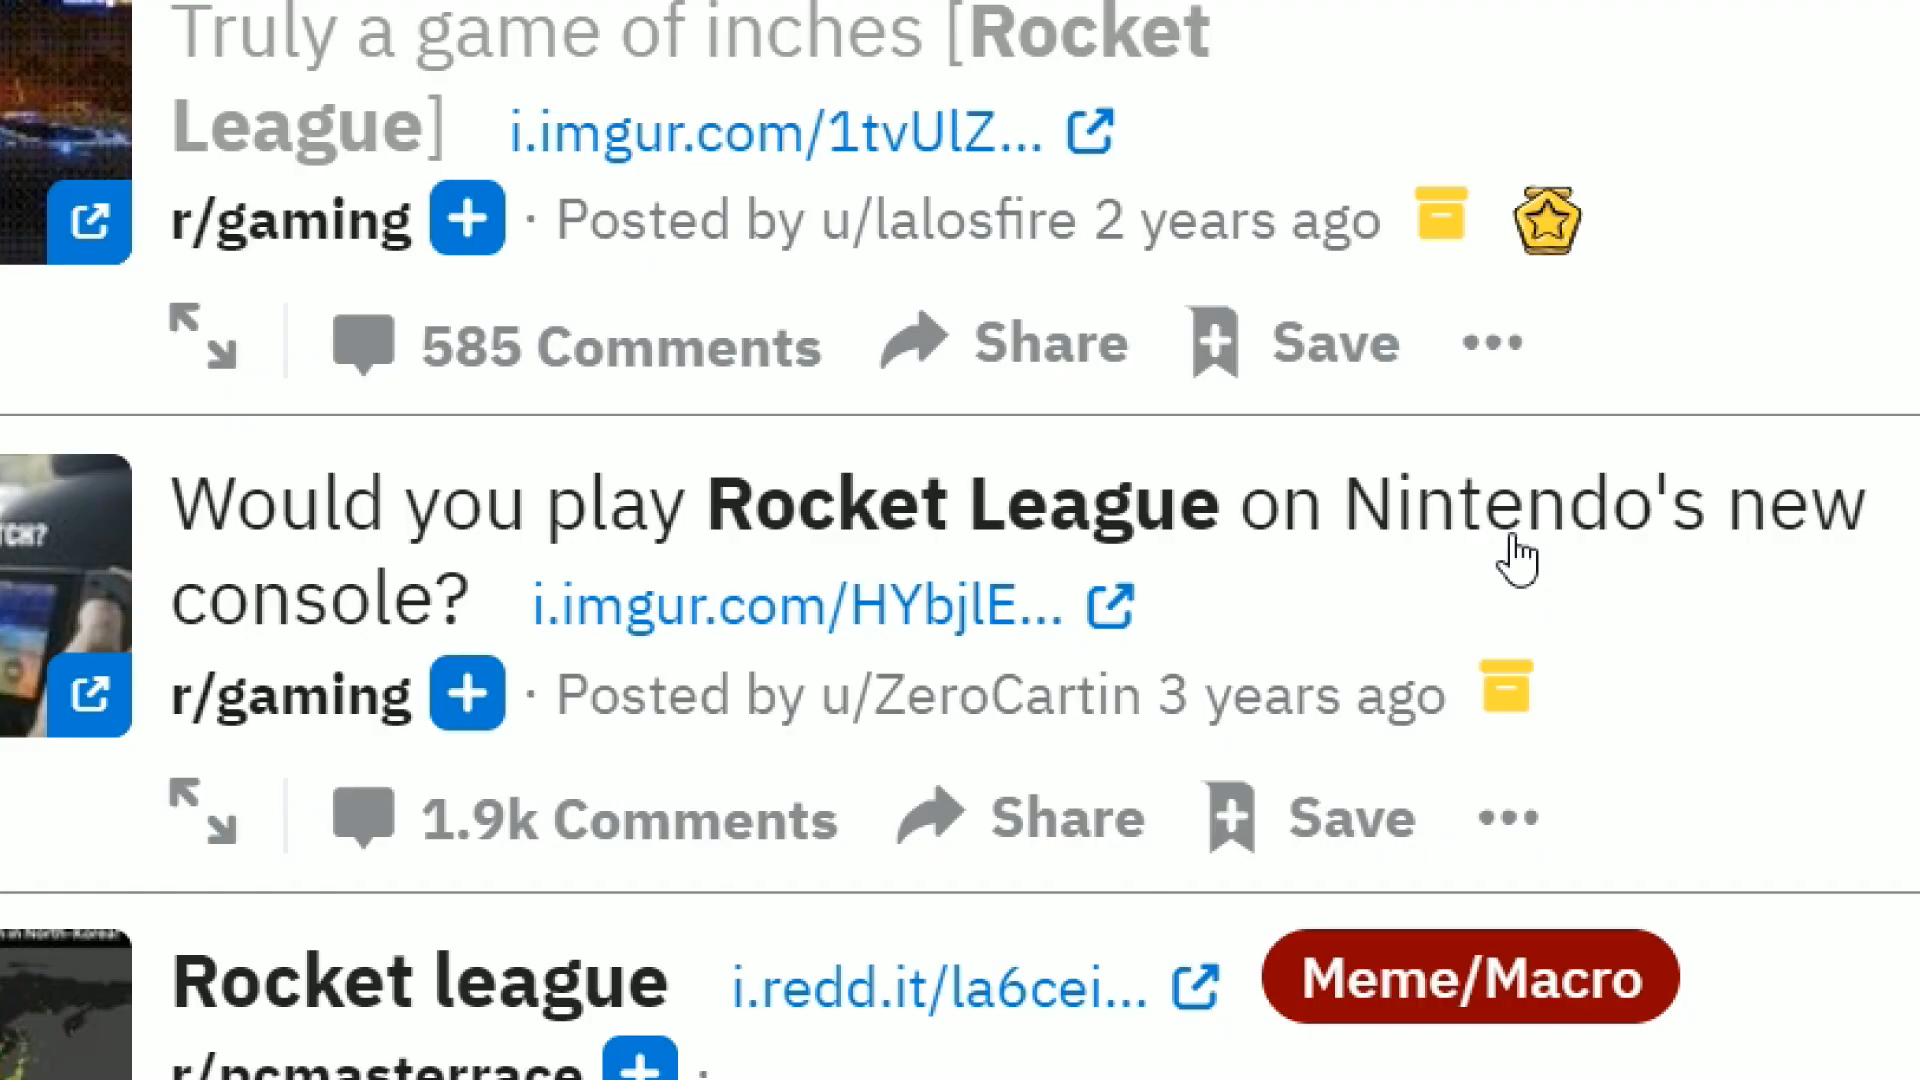 Truly a game of inches [Rocket
League] i.imgur.com/1tvUlZ...
r/gaming · Posted by u/lalosfire 2 years ago
585 Comments Share Save
Would you play Rocket League on Nintendo's new
console? i.imgur.com/HYbjlE...
r/gaming · Posted by u/ZeroCartin 3 years ago
1.9k Comments Share Save
Rocket league i.redd.it/la6cei... Meme/Macro
r/pcmasterrace ·